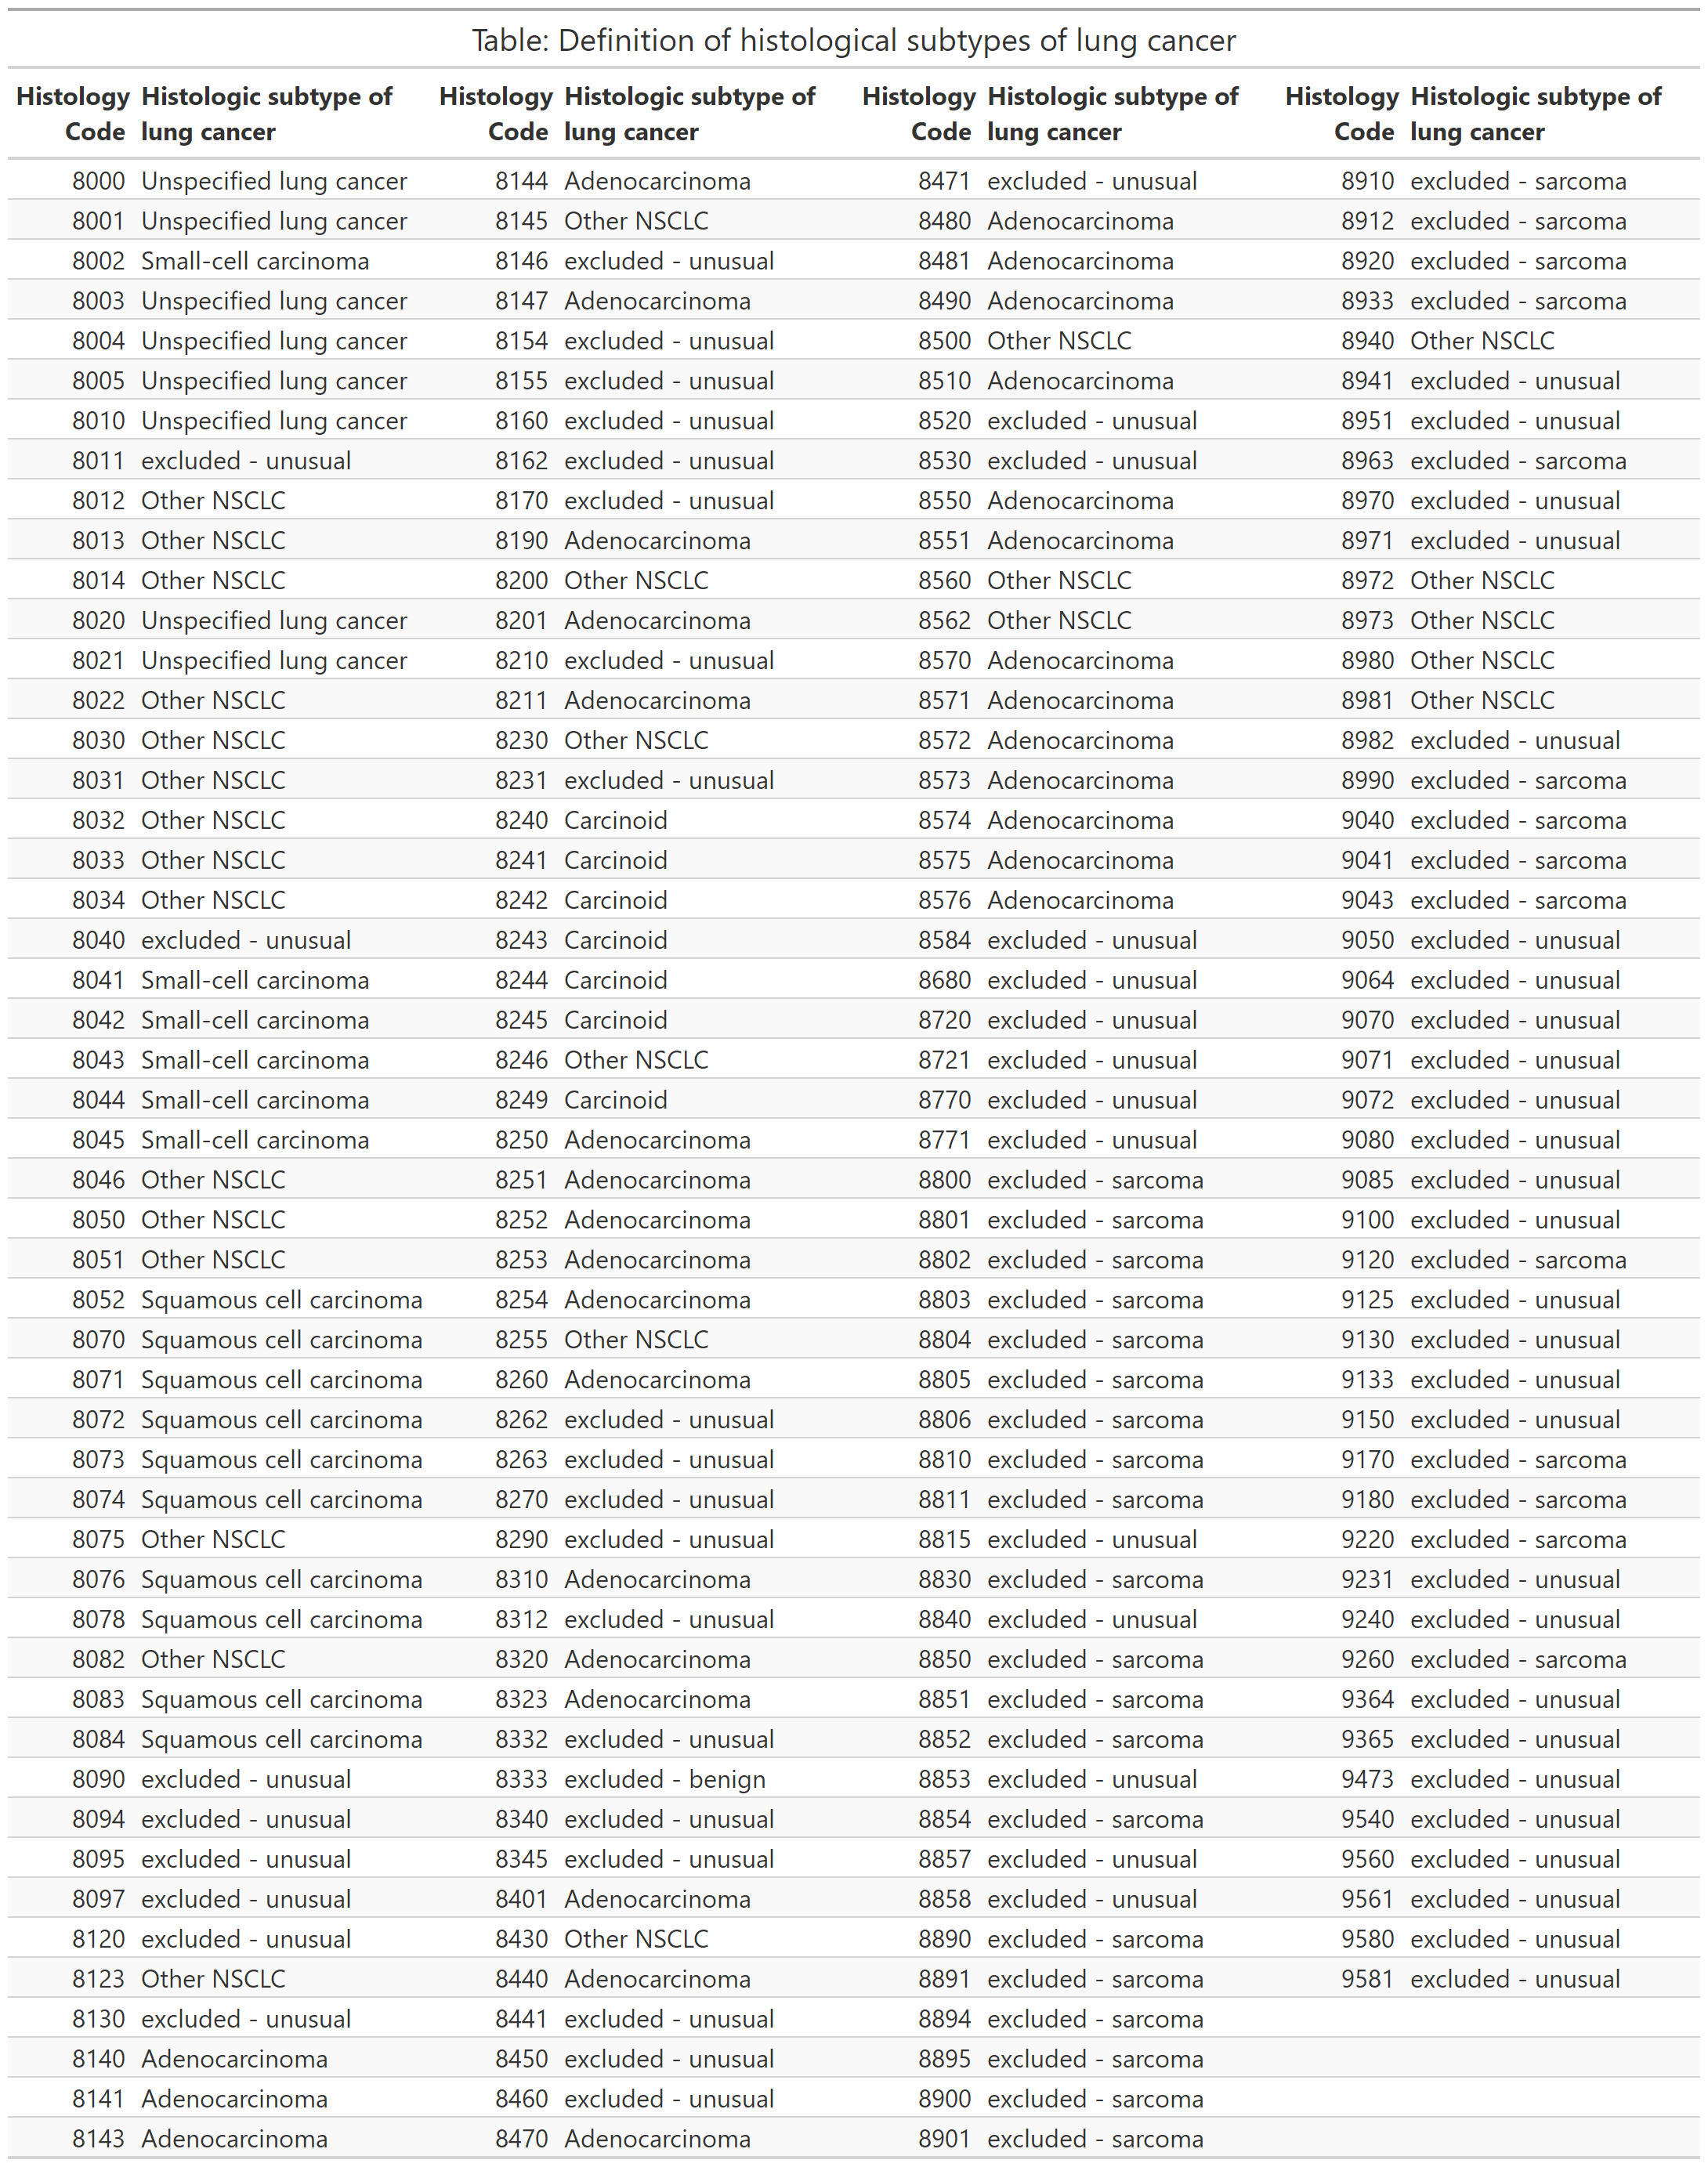 Table: Definition of histological subtypes of lung cancer
Histology Histologic subtype of Histology Histologic subtype of Histology Histologic subtype of Histology Histologic subtype of
Code lung cancer Code lung cancer Code lung cancer Code lung cancer
8000 Unspecified lung cancer 8144 Adenocarcinoma 8471 excluded - unusual 8910 excluded - sarcoma
8001 Unspecified lung cancer 8145 Other NSCLC 8480 Adenocarcinoma 8912 excluded - sarcoma
8002 Small-cell carcinoma 8146 excluded - unusual 8481 Adenocarcinoma 8920 excluded - sarcoma
8003 Unspecified lung cancer 8147 Adenocarcinoma 8490 Adenocarcinoma 8933 excluded - sarcoma
8004 Unspecified lung cancer 8154 excluded - unusual 8500 Other NSCLC 8940 Other NSCLC
8005 Unspecified lung cancer 8155 excluded - unusual 8510 Adenocarcinoma 8941 excluded - unusual
8010 Unspecified lung cancer 8160 excluded - unusual 8520 excluded - unusual 8951 excluded - unusual
8011 excluded - unusual 8162 excluded - unusual 8530 excluded - unusual 8963 excluded - sarcoma
8012 Other NSCLC 8170 excluded - unusual 8550 Adenocarcinoma 8970 excluded - unusual
8013 Other NSCLC 8190 Adenocarcinoma 8551 Adenocarcinoma 8971 excluded - unusual
8014 Other NSCLC 8200 Other NSCLC 8560 Other NSCLC 8972 Other NSCLC
8020 Unspecified lung cancer 8201 Adenocarcinoma 8562 Other NSCLC 8973 Other NSCLC
8021 Unspecified lung cancer 8210 excluded - unusual 8570 Adenocarcinoma 8980 Other NSCLC
8022 Other NSCLC 8211 Adenocarcinoma 8571 Adenocarcinoma 8981 Other NSCLC
8030 Other NSCLC 8230 Other NSCLC 8572 Adenocarcinoma 8982 excluded - unusual
8031 Other NSCLC 8231 excluded - unusual 8573 Adenocarcinoma 8990 excluded - sarcoma
8032 Other NSCLC 8240 Carcinoid 8574 Adenocarcinoma 9040 excluded - sarcoma
8033 Other NSCLC 8241 Carcinoid 8575 Adenocarcinoma 9041 excluded - sarcoma
8034 Other NSCLC 8242 Carcinoid 8576 Adenocarcinoma 9043 excluded - sarcoma
8040 excluded - unusual 8243 Carcinoid 8584 excluded - unusual 9050 excluded - unusual
8041 Small-cell carcinoma 8244 Carcinoid 8680 excluded - unusual 9064 excluded - unusual
8042 Small-cell carcinoma 8245 Carcinoid 8720 excluded - unusual 9070 excluded - unusual
8043 Small-cell carcinoma 8246 Other NSCLC 8721 excluded - unusual 9071 excluded - unusual
8044 Small-cell carcinoma 8249 Carcinoid 8770 excluded - unusual 9072 excluded - unusual
8045 Small-cell carcinoma 8250 Adenocarcinoma 8771 excluded - unusual 9080 excluded - unusual
8046 Other NSCLC 8251 Adenocarcinoma 8800 excluded - sarcoma 9085 excluded - unusual
8050 Other NSCLC 8252 Adenocarcinoma 8801 excluded - sarcoma 9100 excluded - unusual
8051 Other NSCLC 8253 Adenocarcinoma 8802 excluded - sarcoma 9120 excluded - sarcoma
8052 Squamous cell carcinoma 8254 Adenocarcinoma 8803 excluded - sarcoma 9125 excluded - unusual
8070 Squamous cell carcinoma 8255 Other NSCLC 8804 excluded - sarcoma 9130 excluded - unusual
8071 Squamous cell carcinoma 8260 Adenocarcinoma 8805 excluded - sarcoma 9133 excluded - unusual
8072 Squamous cell carcinoma 8262 excluded - unusual 8806 excluded - sarcoma 9150 excluded - unusual
8073 Squamous cell carcinoma 8263 excluded - unusual 8810 excluded - sarcoma 9170 excluded - sarcoma
8074 Squamous cell carcinoma 8270 excluded - unusual 8811 excluded - sarcoma 9180 excluded - sarcoma
8075 Other NSCLC 8290 excluded - unusual 8815 excluded - unusual 9220 excluded - sarcoma
8076 Squamous cell carcinoma 8310 Adenocarcinoma 8830 excluded - sarcoma 9231 excluded - unusual
8078 Squamous cell carcinoma 8312 excluded - unusual 8840 excluded - unusual 9240 excluded - unusual
8082 Other NSCLC 8320 Adenocarcinoma 8850 excluded - sarcoma 9260 excluded - sarcoma
8083 Squamous cell carcinoma 8323 Adenocarcinoma 8851 excluded - sarcoma 9364 excluded - unusual
8084 Squamous cell carcinoma 8332 excluded - unusual 8852 excluded - sarcoma 9365 excluded - unusual
8090 excluded - unusual 8333 excluded - benign 8853 excluded - unusual 9473 excluded - unusual
8094 excluded - unusual 8340 excluded - unusual 8854 excluded - sarcoma 9540 excluded - unusual
8095 excluded - unusual 8345 excluded - unusual 8857 excluded - unusual 9560 excluded - unusual
8097 excluded - unusual 8401 Adenocarcinoma 8858 excluded - unusual 9561 excluded - unusual
8120 excluded - unusual 8430 Other NSCLC 8890 excluded - sarcoma 9580 excluded - unusual
8123 Other NSCLC 8440 Adenocarcinoma 8891 excluded - sarcoma 9581 excluded - unusual
8130 excluded - unusual 8441 excluded - unusual 8894 excluded - sarcoma
8140 Adenocarcinoma 8450 excluded - unusual 8895 excluded - sarcoma
8141 Adenocarcinoma 8460 excluded - unusual 8900 excluded - sarcoma
8143 Adenocarcinoma 8470 Adenocarcinoma 8901 excluded - sarcoma